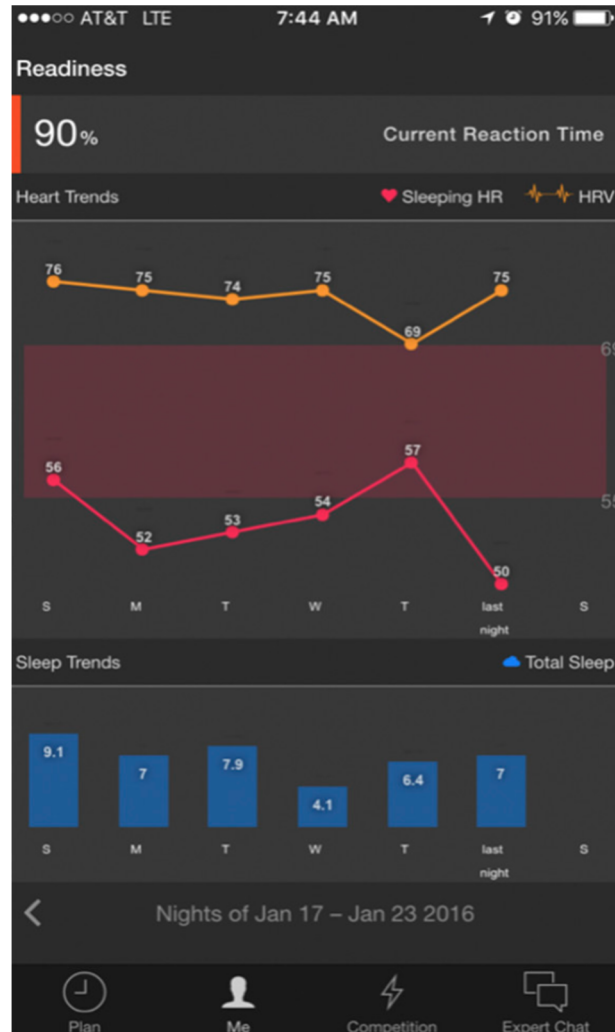 AT&T LTE 7:44 AM 91%
Readiness
90% Current Reaction Time
Heart Trends Sleeping HR HRV
76 75 74 75 69 75
69
56 52 53 54 57 50
55
S M T W T last night S
Sleep Trends Total Sleep
9.1 7 7.9 4.1 6.4 7
S M T W T last night S
Nights of Jan 17 – Jan 23 2016
Plan Me Competition Expert Chat